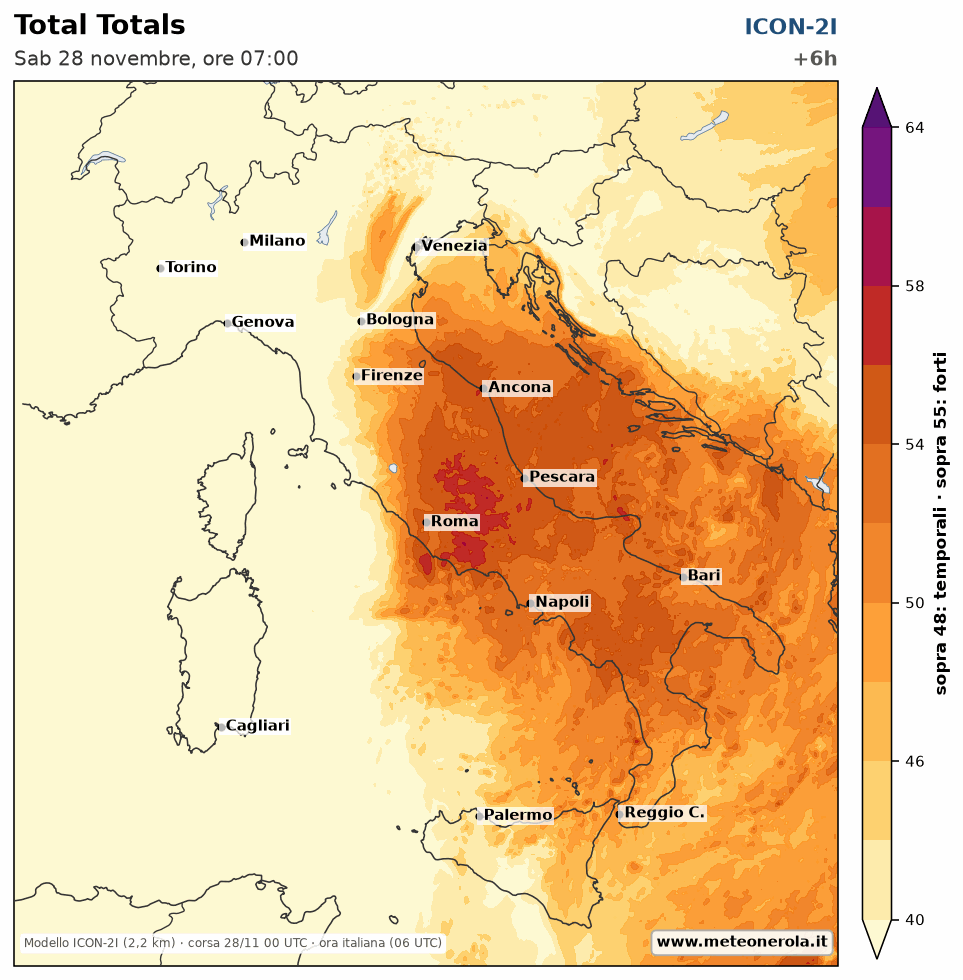 Total Totals
ICON-2I
Sab 28 novembre, ore 07:00
+6h
64
Milano
Venezia
Torino
58
Genova
Bologna
Firenze
Ancona
54
Pescara
Roma
Bari
50
Napoli
sopra 48: temporali · sopra 55: forti
Cagliari
46
Palermo
Reggio C.
40
Modello ICON-2I (2,2 km) · corsa 28/11 00 UTC · ora italiana (06 UTC)
www.meteonerola.it